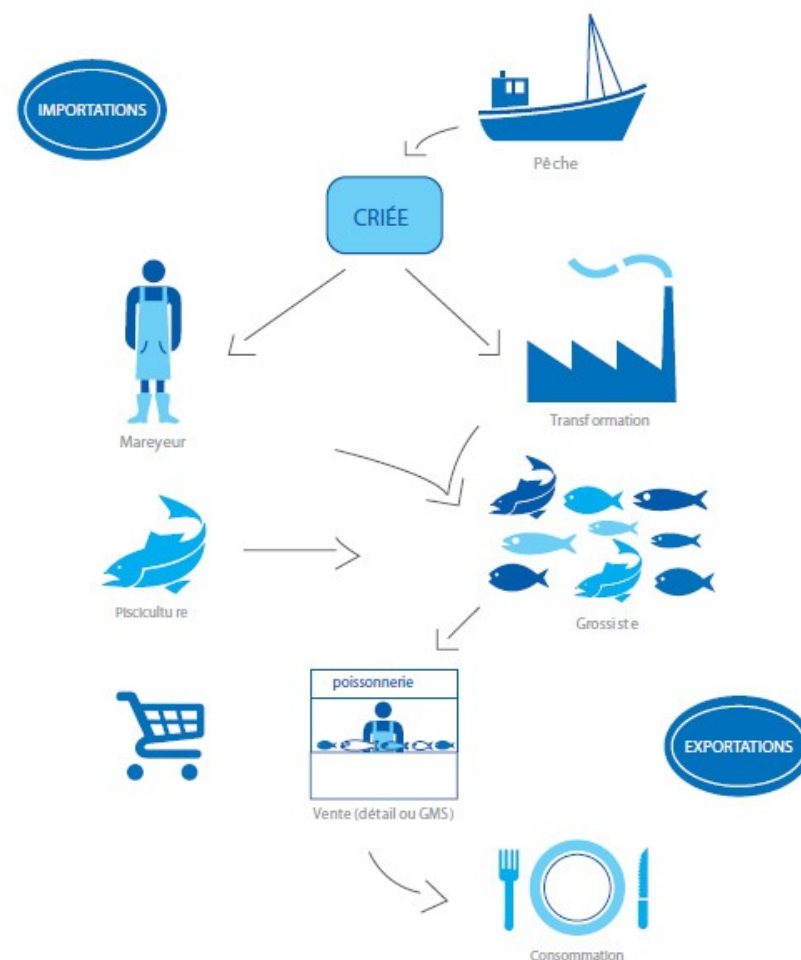 IMPORTATIONS
Pêche
CRIÉE
Mareyeur
Transformation
Pisciculture
Grossiste
poissonnerie
Vente (détail ou GMS)
EXPORTATIONS
Consommation